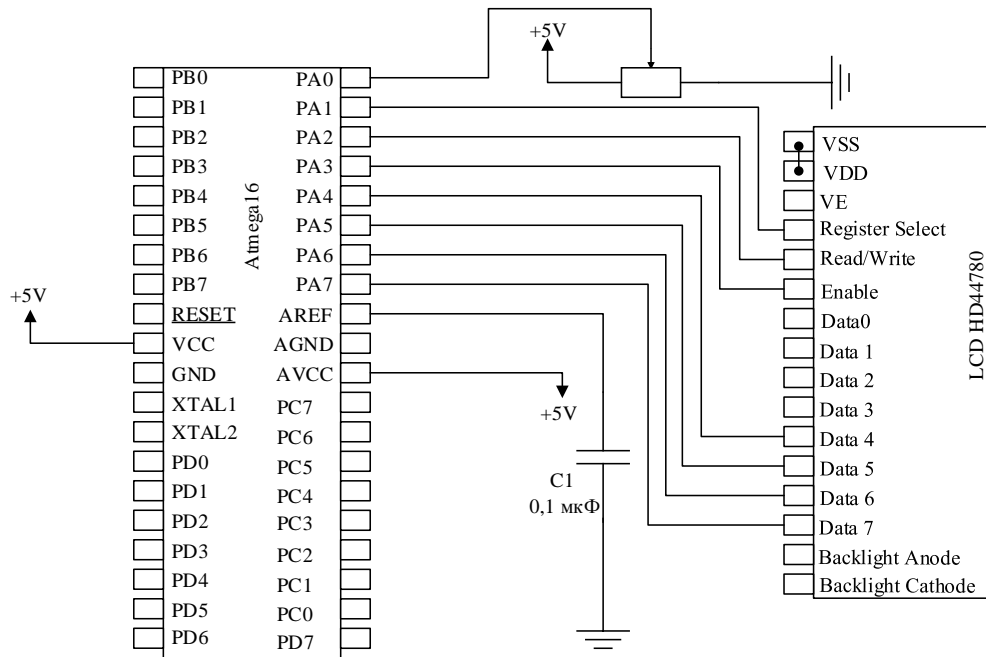 +5V
PB0
PB1
PB2
PB3
PB4
PB5
PB6
PB7
RESET
VCC
GND
XTAL1
XTAL2
PD0
PD1
PD2
PD3
PD4
PD5
PD6
+5V
Atmega16
PA0
PA1
PA2
PA3
PA4
PA5
PA6
PA7
AREF
AGND
AVCC
PC7
PC6
PC5
PC4
PC3
PC2
PC1
PC0
PD7
+5V
C1
0,1 мкФ
VSS
VDD
VE
Register Select
Read/Write
Enable
Data0
Data 1
Data 2
Data 3
Data 4
Data 5
Data 6
Data 7
Backlight Anode
Backlight Cathode
LCD HD44780